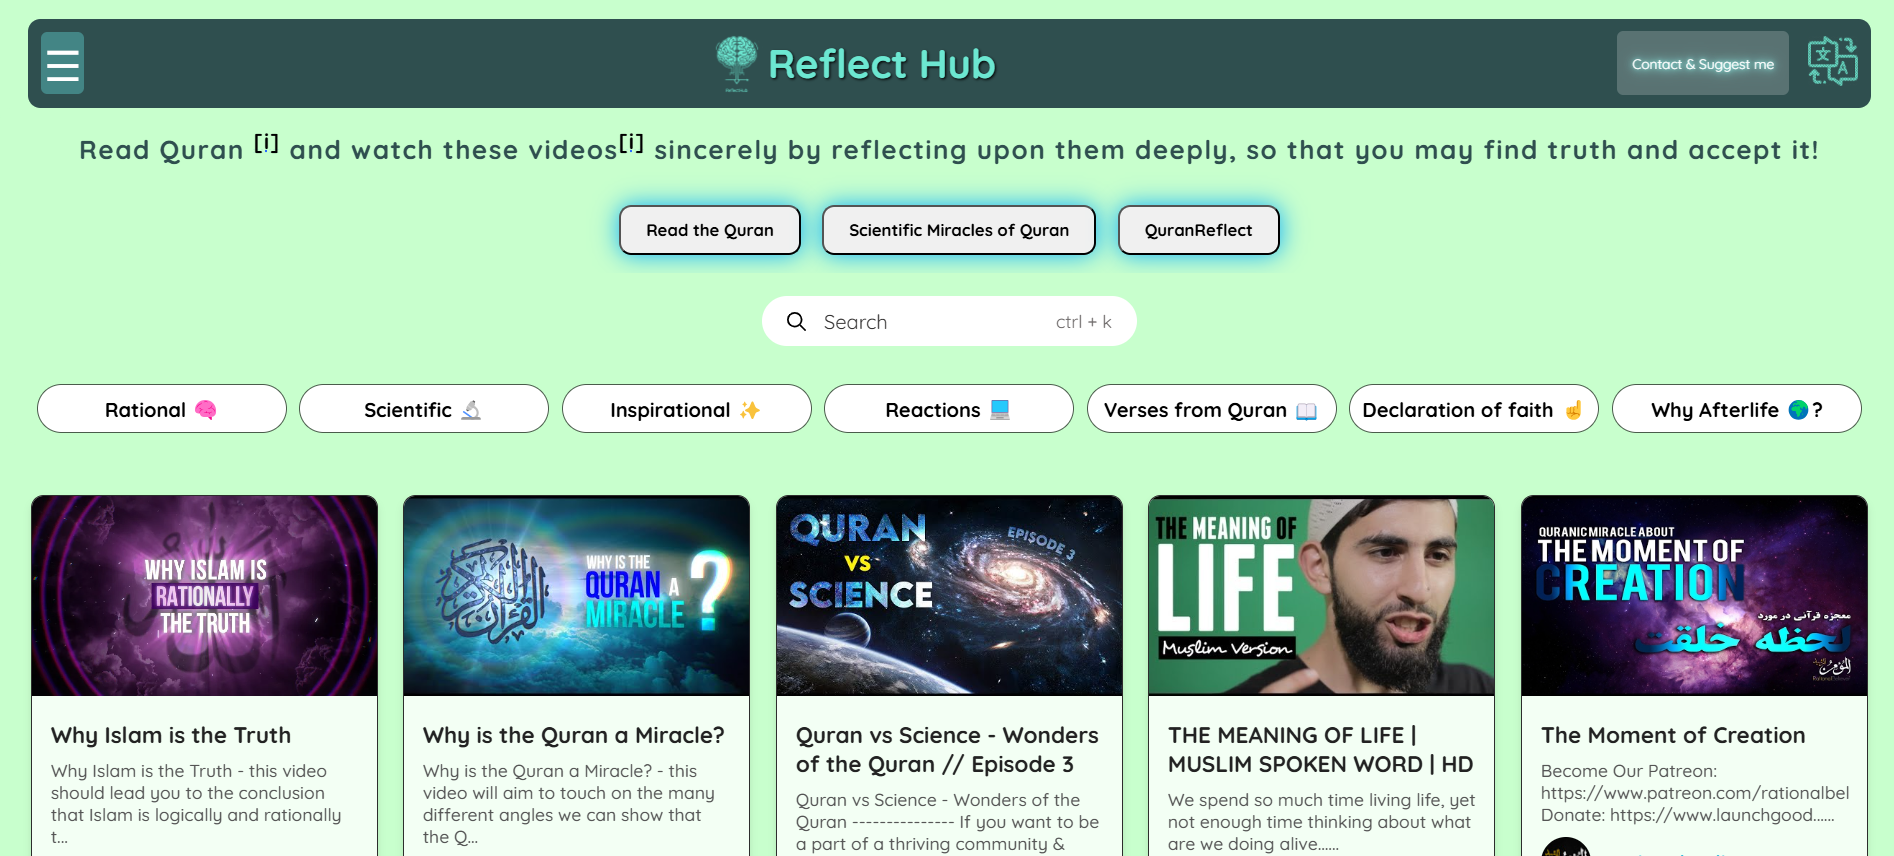 Reflect Hub
Contact & Suggest me
Read Quran [i] and watch these videos[i] sincerely by reflecting upon them deeply, so that you may find truth and accept it!
Read the Quran
Scientific Miracles of Quran
QuranReflect
Search
ctrl + k
Rational 🧠
Scientific 🔬
Inspirational ✨
Reactions 💻
Verses from Quran 📖
Declaration of faith ☝
Why Afterlife 🌍?
WHY ISLAM IS
RATIONALLY
THE TRUTH
Why Islam is the Truth
Why Islam is the Truth - this video
should lead you to the conclusion
that Islam is logically and rationally
t...
WHY IS THE
QURAN A
MIRACLE ?
Why is the Quran a Miracle?
Why is the Quran a Miracle? - this
video will aim to touch on the many
different angles we can show that
the Q...
QURAN
VS
SCIENCE
EPISODE 3
Quran vs Science - Wonders
of the Quran // Episode 3
Quran vs Science - Wonders of the
Quran --------------- If you want to be
a part of a thriving community &
THE MEANING OF
LIFE
Muslim Version
THE MEANING OF LIFE |
MUSLIM SPOKEN WORD | HD
We spend so much time living life, yet
not enough time thinking about what
are we doing alive......
QURANIC MIRACLE ABOUT
THE MOMENT OF
CREATION
معجزه قرآنی در مورد
لحظه خلقت
The Moment of Creation
Become Our Patreon:
https://www.patreon.com/rationalbel
Donate: https://www.launchgood......